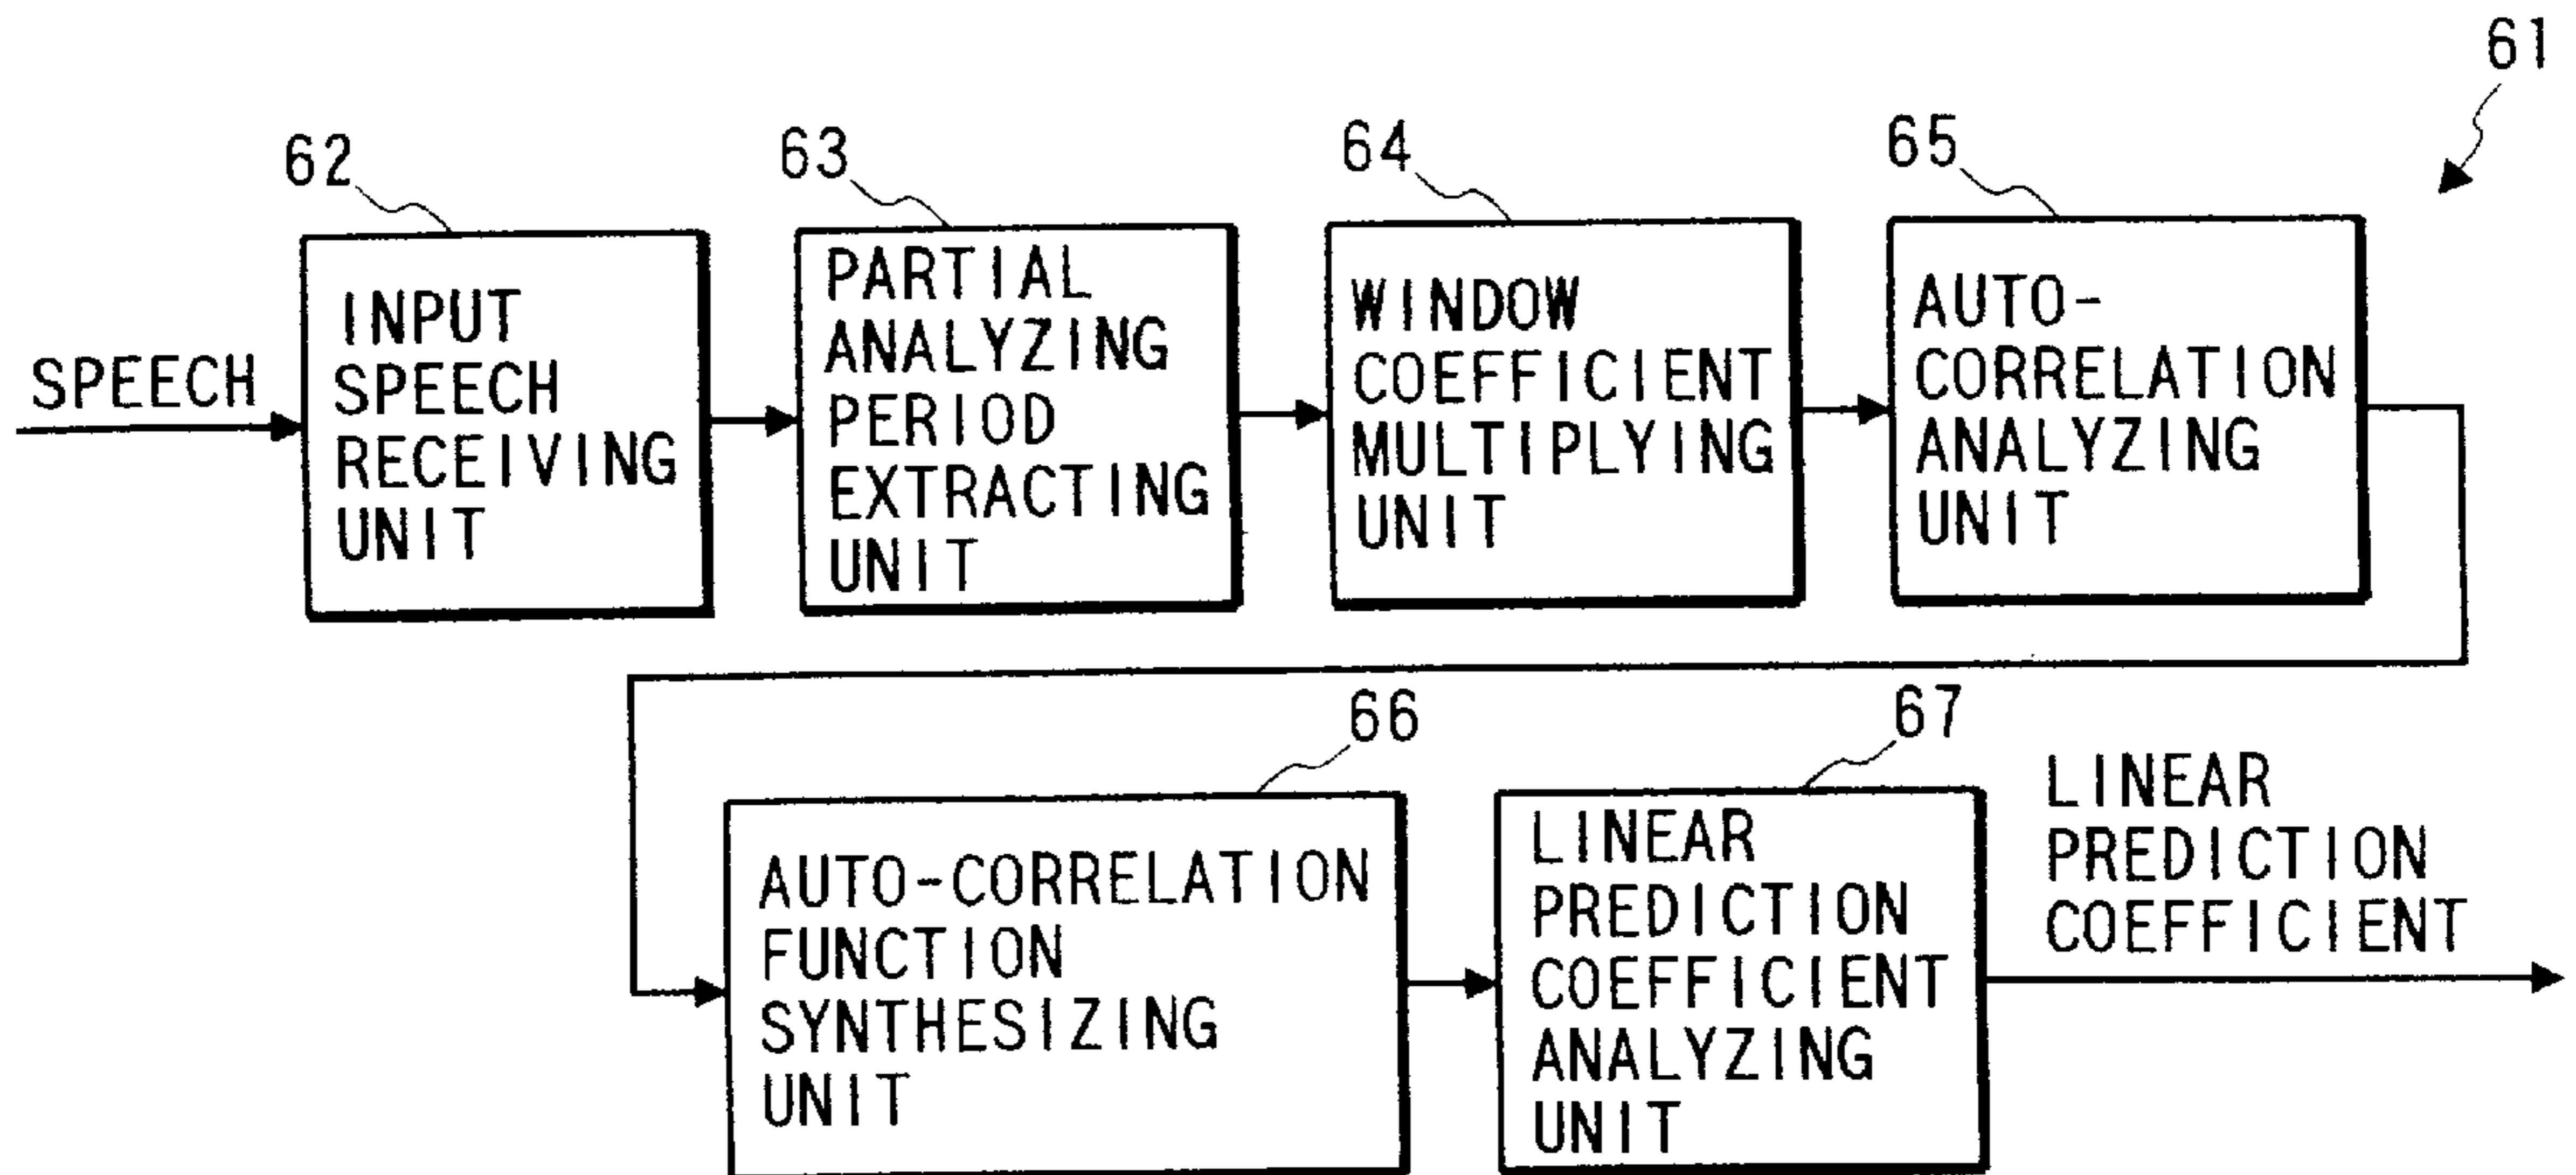 61
62
63
64
65
SPEECH
INPUT
SPEECH
RECEIVING
UNIT
PARTIAL
ANALYZING
PERIOD
EXTRACTING
UNIT
WINDOW
COEFFICIENT
MULTIPLYING
UNIT
AUTO-
CORRELATION
ANALYZING
UNIT
66
67
AUTO-CORRELATION
FUNCTION
SYNTHESIZING
UNIT
LINEAR
PREDICTION
COEFFICIENT
ANALYZING
UNIT
LINEAR
PREDICTION
COEFFICIENT